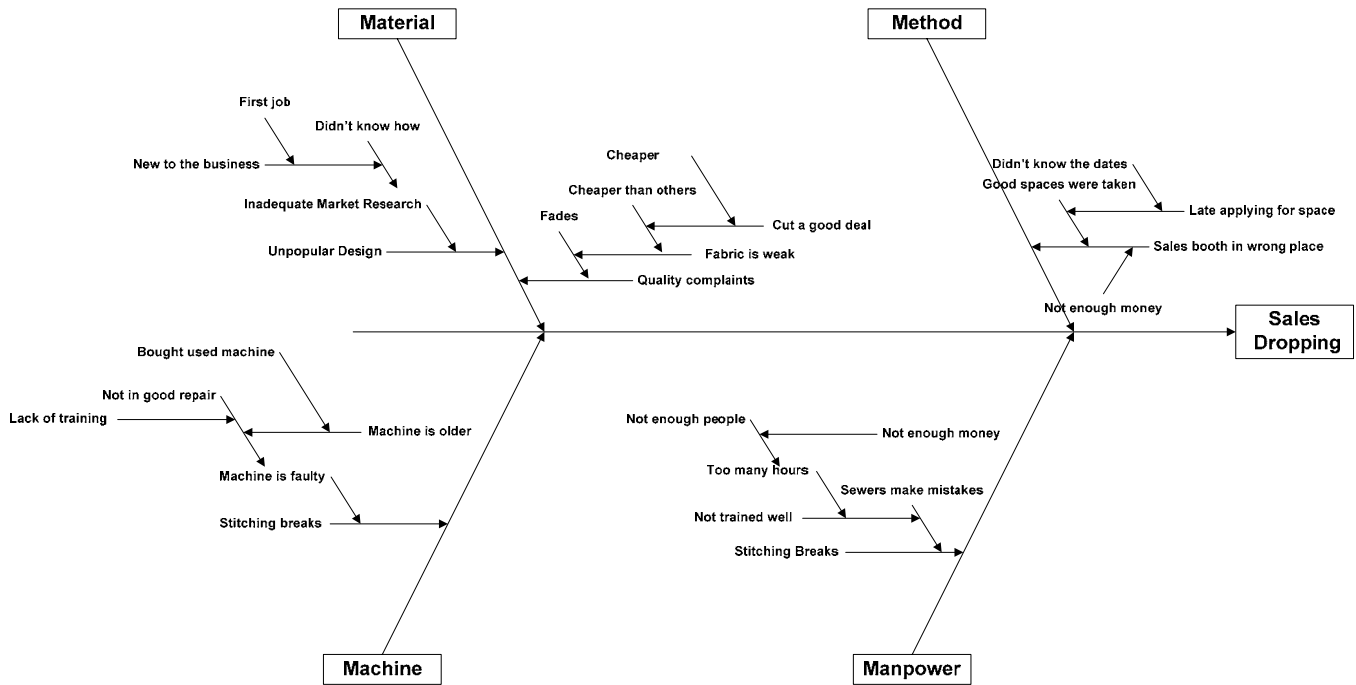 Material
Method
First job
Didn't know how
New to the business
Inadequate Market Research
Unpopular Design
Cheaper
Cheaper than others
Fades
Cut a good deal
Fabric is weak
Quality complaints
Didn't know the dates
Good spaces were taken
Late applying for space
Sales booth in wrong place
Not enough money
Sales
Dropping
Bought used machine
Not in good repair
Lack of training
Machine is older
Machine is faulty
Stitching breaks
Not enough people
Not enough money
Too many hours
Sewers make mistakes
Not trained well
Stitching Breaks
Machine
Manpower